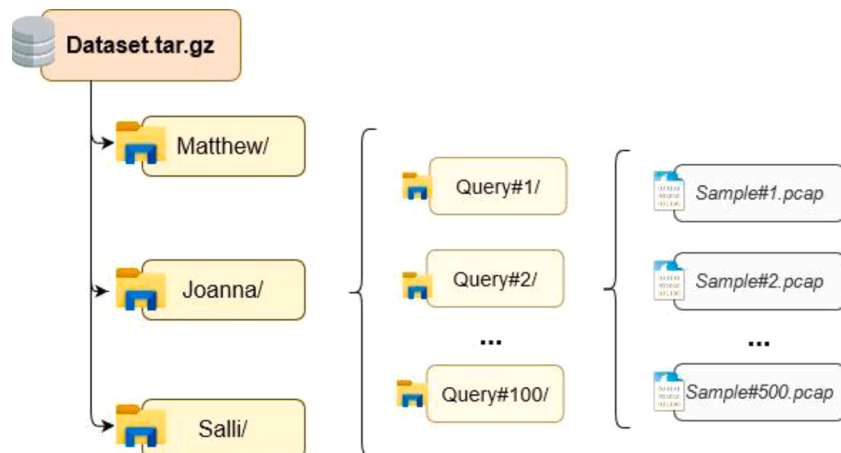 Dataset.tar.gz
Matthew/
Joanna/
Salli/
Query#1/
Query#2/
...
Query#100/
Sample#1.pcap
Sample#2.pcap
...
Sample#500.pcap